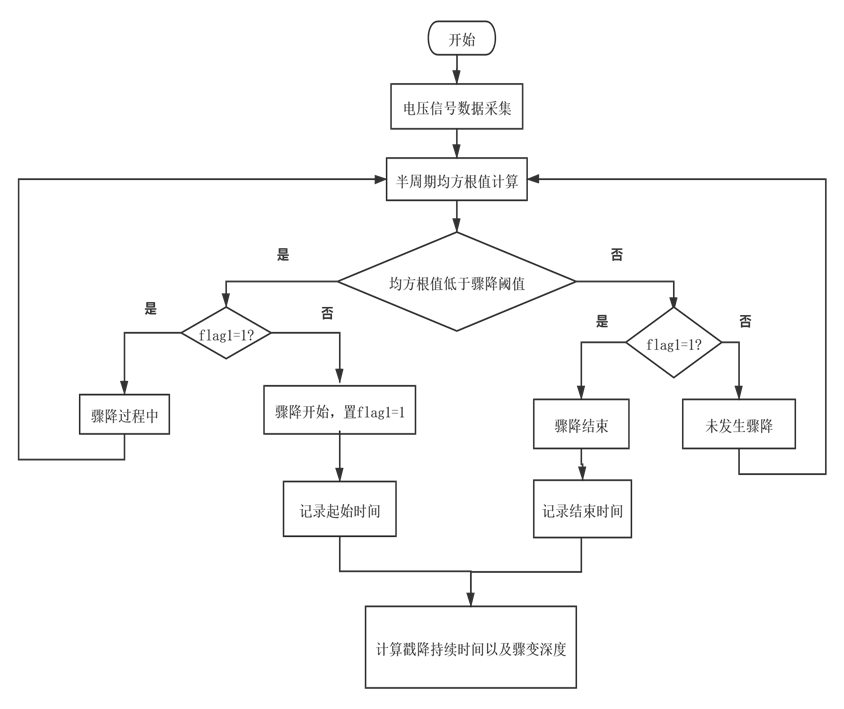 开始
电压信号数据采集
半周期均方根值计算
是
否
均方根值低于骤降阈值
是
否
是
否
flag1=1?
flag1=1?
骤降过程中
骤降开始，置flag1=1
骤降结束
未发生骤降
记录起始时间
记录结束时间
计算戳降持续时间以及骤变深度